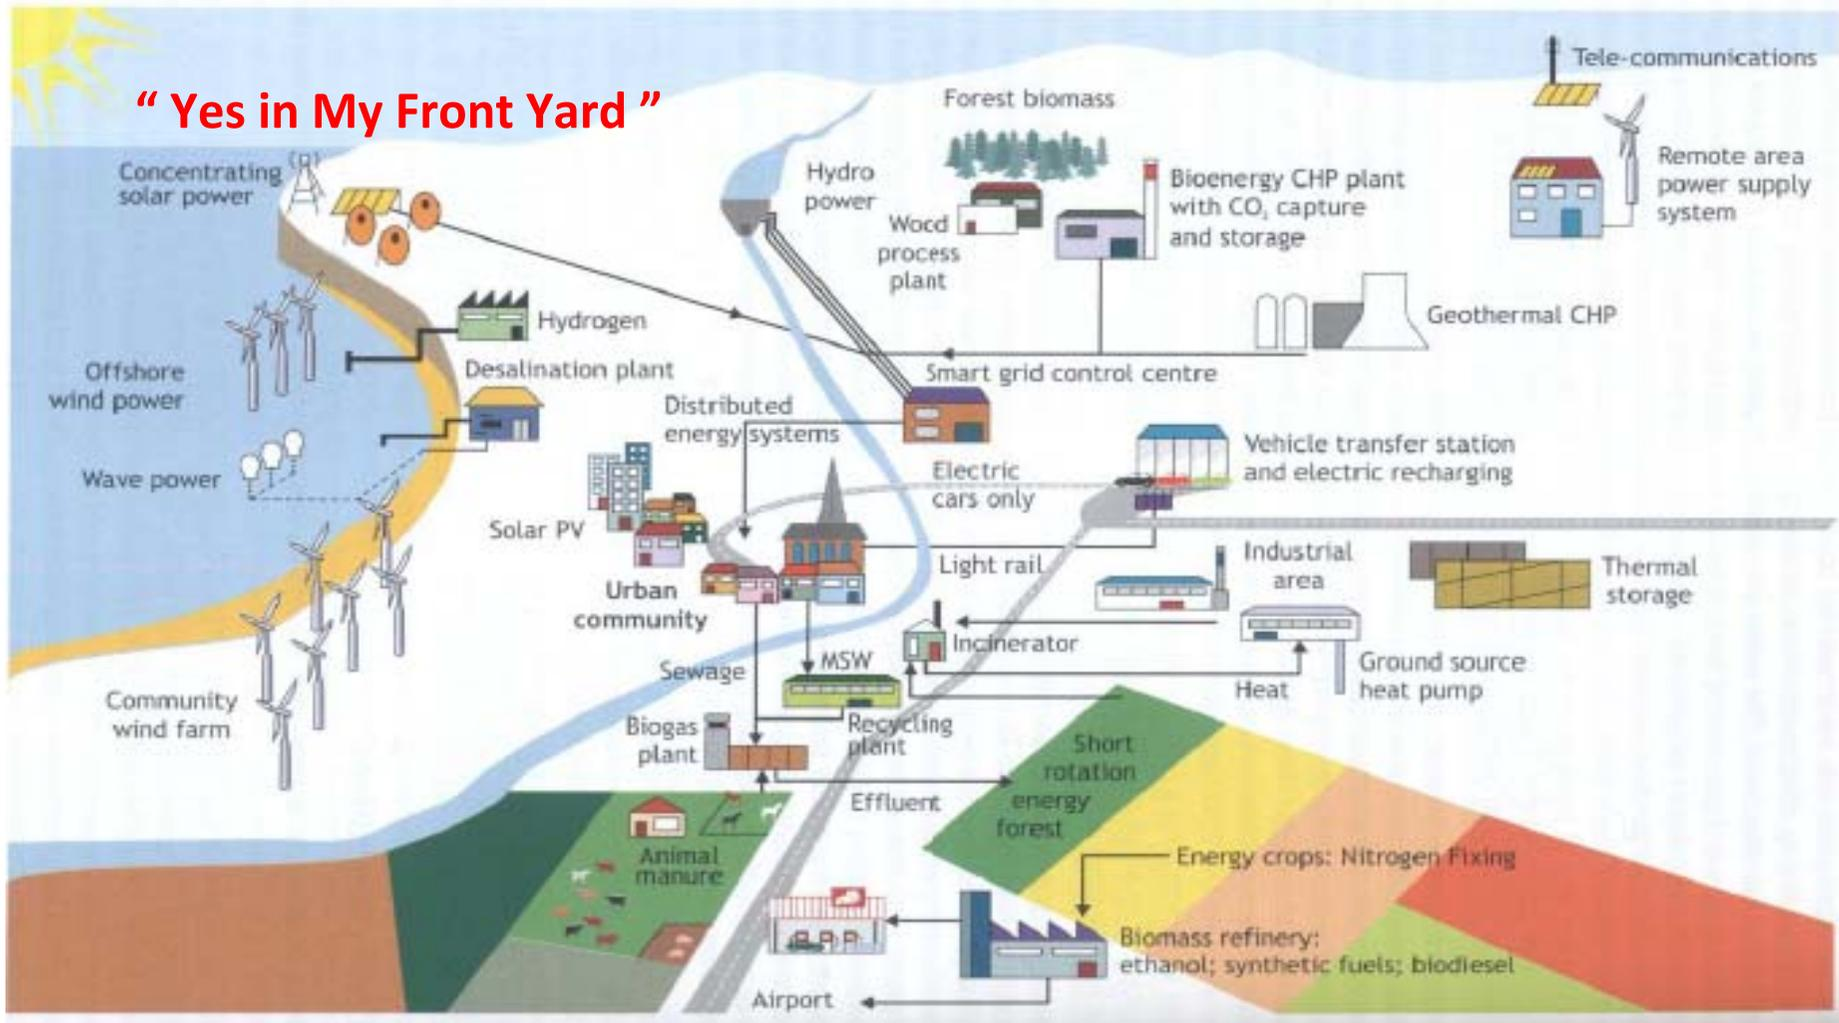 “ Yes in My Front Yard ”
Tele-communications
Forest biomass
Concentrating
solar power
Hydro
power
Bioenergy CHP plant
with CO₂ capture
and storage
Remote area
power supply
system
Wood
process
plant
Hydrogen
Geothermal CHP
Offshore
wind power
Desalination plant
Smart grid control centre
Distributed
energy systems
Wave power
Electric
cars only
Vehicle transfer station
and electric recharging
Solar PV
Light rail
Industrial
area
Thermal
storage
Urban
community
Incinerator
Sewage
MSW
Heat
Ground source
heat pump
Community
wind farm
Biogas
plant
Recycling
plant
Short
rotation
energy
forest
Effluent
Animal
manure
Energy crops: Nitrogen Fixing
Biomass refinery:
ethanol; synthetic fuels; biodiesel
Airport